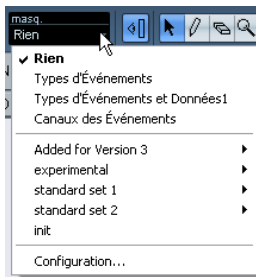 masq.
Rien
Rien
Types d'Événements
Types d'Événements et Données1
Canaux des Événements
Added for Version 3
experimental
standard set 1
standard set 2
init
Configuration...